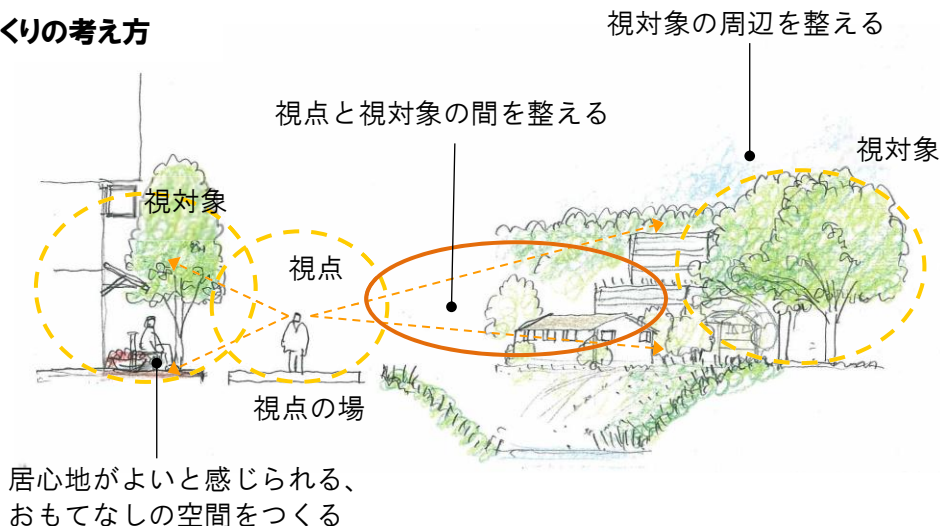 くりの考え方
視対象の周辺を整える
視点と視対象の間を整える
視対象
視対象
視点
視点の場
居心地がよいと感じられる、
おもてなしの空間をつくる